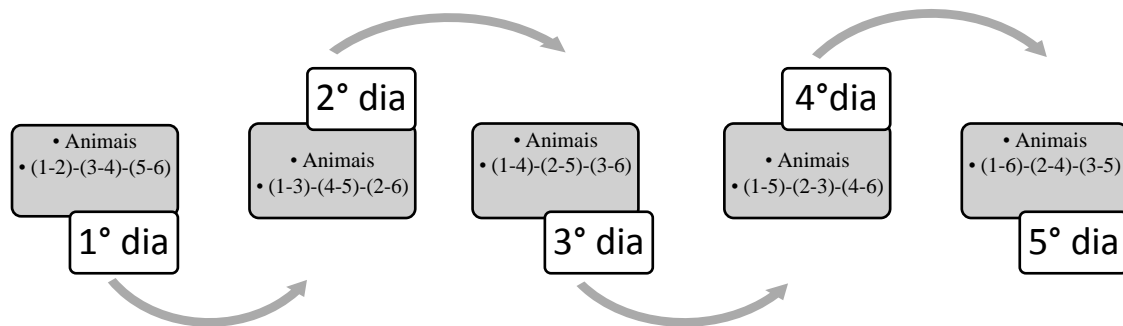 • Animais
• (1-2)-(3-4)-(5-6)
1° dia
2° dia
• Animais
• (1-3)-(4-5)-(2-6)
• Animais
• (1-4)-(2-5)-(3-6)
3° dia
4°dia
• Animais
• (1-5)-(2-3)-(4-6)
• Animais
• (1-6)-(2-4)-(3-5)
5° dia